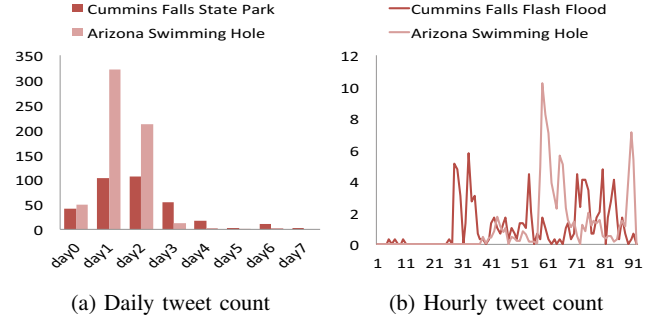 Cummins Falls State Park
Arizona Swimming Hole
350
300
250
200
150
100
50
0
day0 day1 day2 day3 day4 day5 day6 day7
(a) Daily tweet count
Cummins Falls Flash Flood
Arizona Swimming Hole
12
10
8
6
4
2
0
1 11 21 31 41 51 61 71 81 91
(b) Hourly tweet count